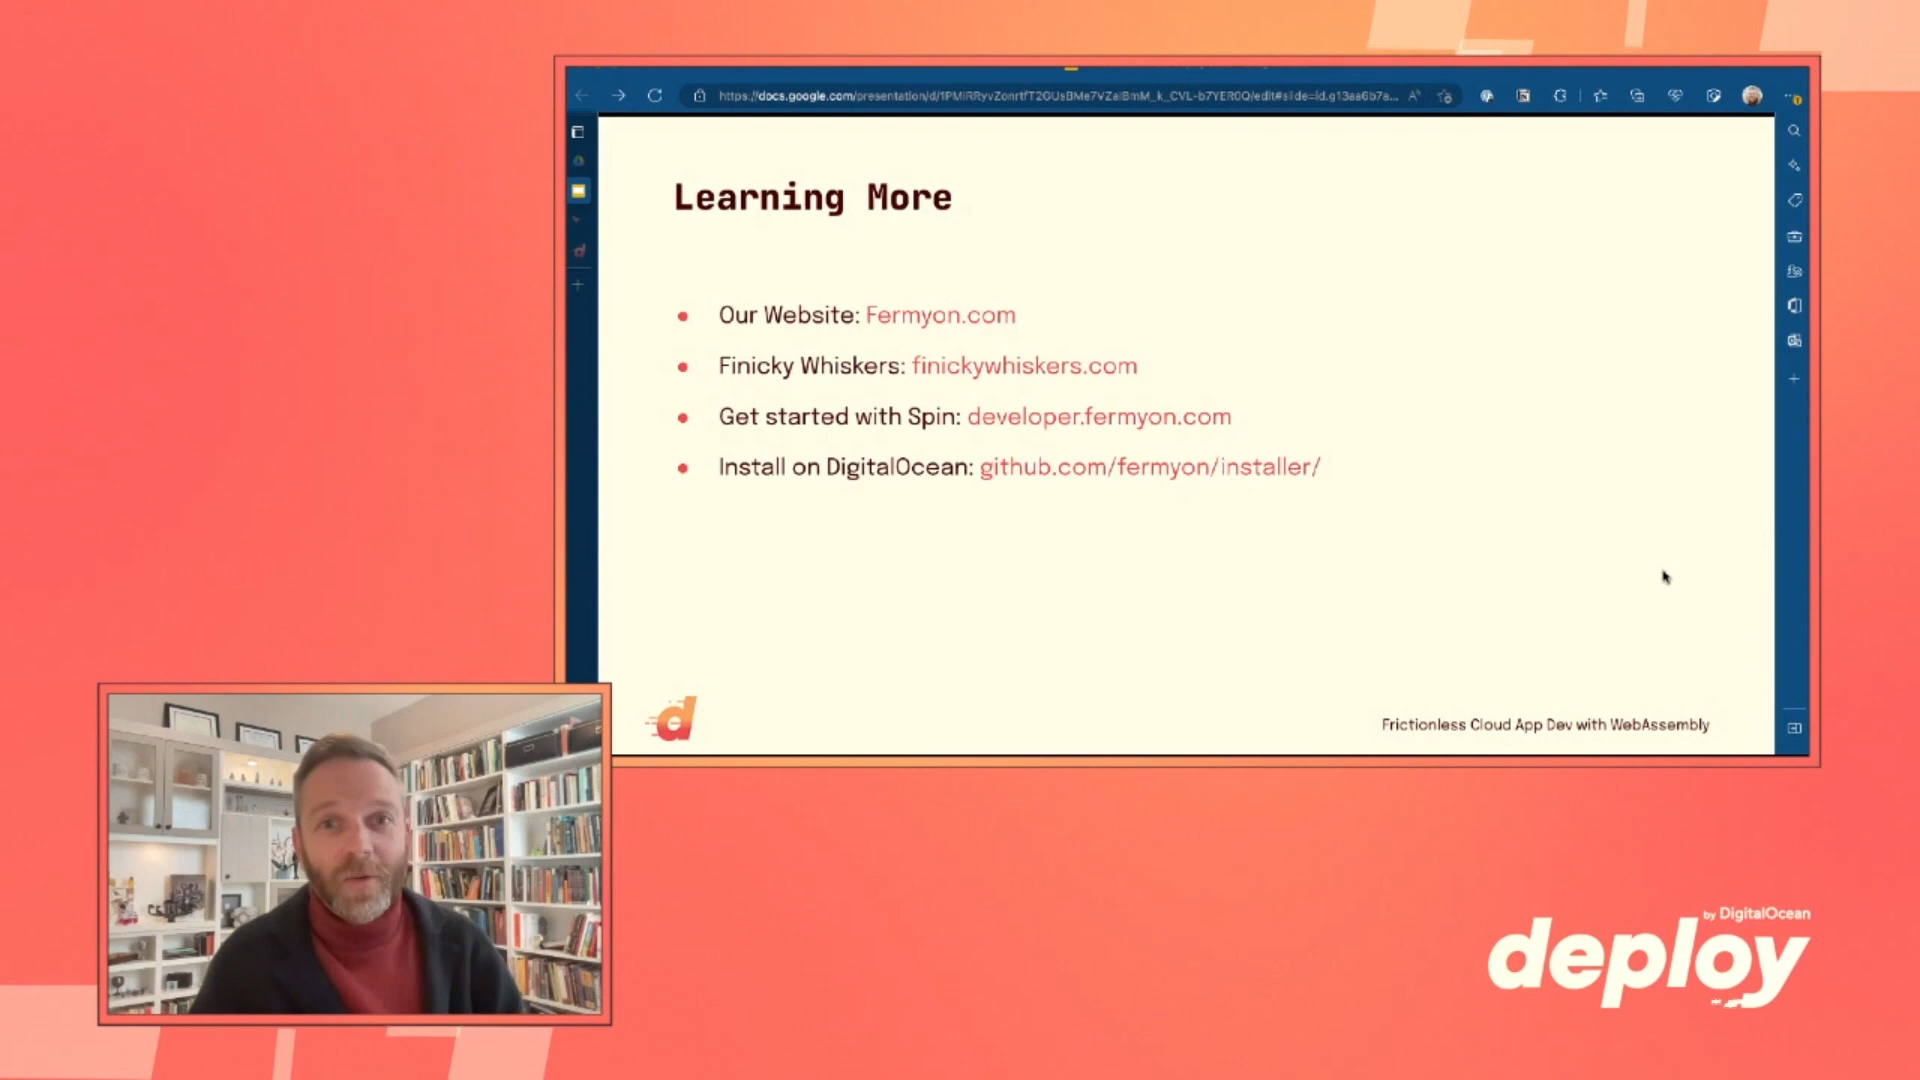 Learning More
Our Website: Fermyon.com
Finicky Whiskers: finickywhiskers.com
Get started with Spin: developer.fermyon.com
Install on DigitalOcean: github.com/fermyon/installer/
d
Frictionless Cloud App Dev with WebAssembly
by DigitalOcean
deploy